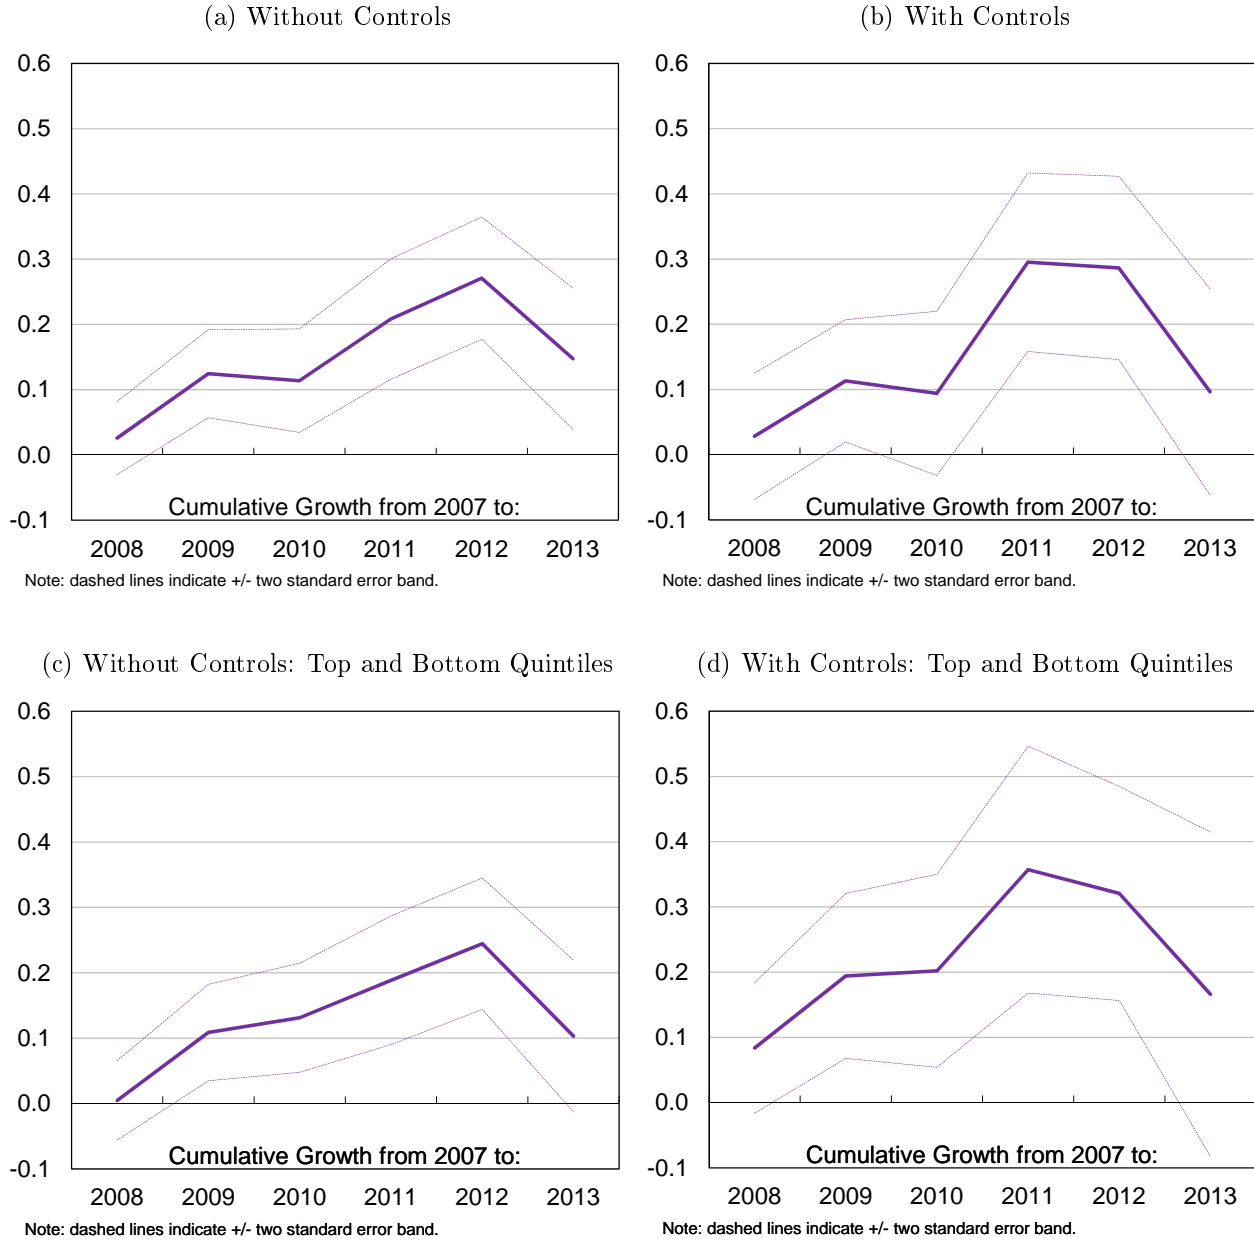 (a) Without Controls
0.6
0.5
0.4
0.3
0.2
0.1
0.0
-0.1
Cumulative Growth from 2007 to:
2008 2009 2010 2011 2012 2013
Note: dashed lines indicate +/- two standard error band.
(b) With Controls
0.6
0.5
0.4
0.3
0.2
0.1
0.0
-0.1
Cumulative Growth from 2007 to:
2008 2009 2010 2011 2012 2013
Note: dashed lines indicate +/- two standard error band.
(c) Without Controls: Top and Bottom Quintiles
0.6
0.5
0.4
0.3
0.2
0.1
0.0
-0.1
Cumulative Growth from 2007 to:
2008 2009 2010 2011 2012 2013
Note: dashed lines indicate +/- two standard error band.
(d) With Controls: Top and Bottom Quintiles
0.6
0.5
0.4
0.3
0.2
0.1
0.0
-0.1
Cumulative Growth from 2007 to:
2008 2009 2010 2011 2012 2013
Note: dashed lines indicate +/- two standard error band.